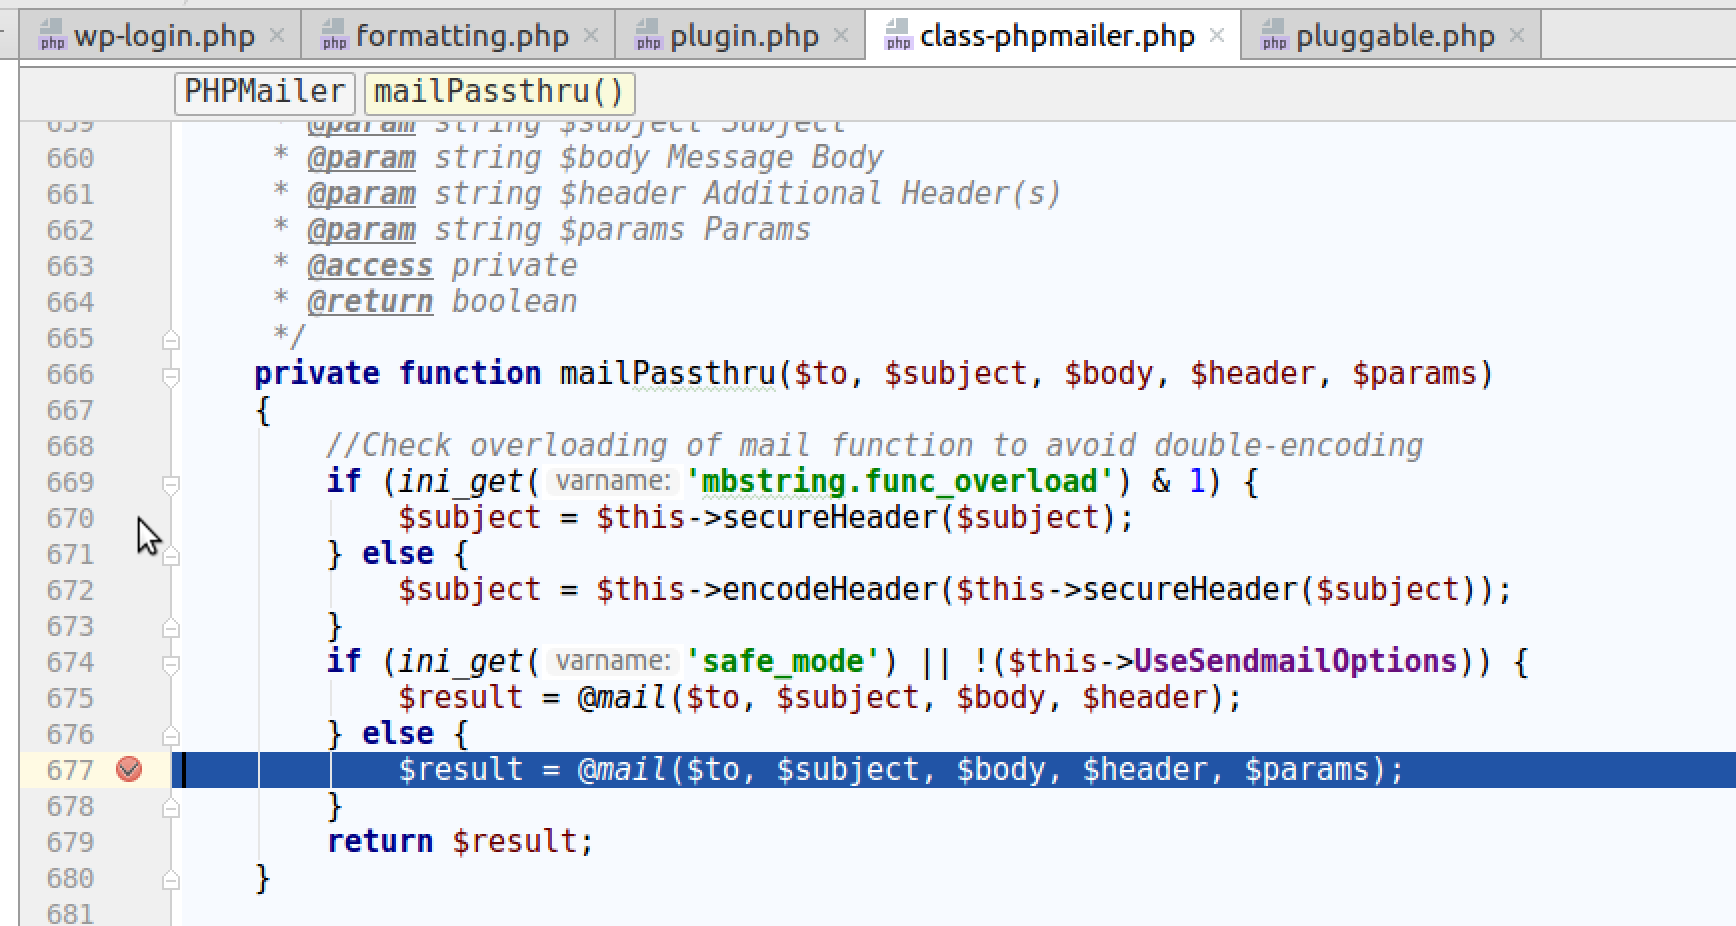 wp-login.php × formatting.php × plugin.php × class-phpmailer.php × pluggable.php ×
PHPMailer mailPassthru()
659 * @param string $subject Subject
660 * @param string $body Message Body
661 * @param string $header Additional Header(s)
662 * @param string $params Params
663 * @access private
664 * @return boolean
665 */
666 private function mailPassthru($to, $subject, $body, $header, $params)
667 {
668 //Check overloading of mail function to avoid double-encoding
669 if (ini_get( varname: 'mbstring.func_overload') & 1) {
670 $subject = $this->secureHeader($subject);
671 } else {
672 $subject = $this->encodeHeader($this->secureHeader($subject));
673 }
674 if (ini_get( varname: 'safe_mode') || !($this->UseSendmailOptions)) {
675 $result = @mail($to, $subject, $body, $header);
676 } else {
677 $result = @mail($to, $subject, $body, $header, $params);
678 }
679 return $result;
680 }
681